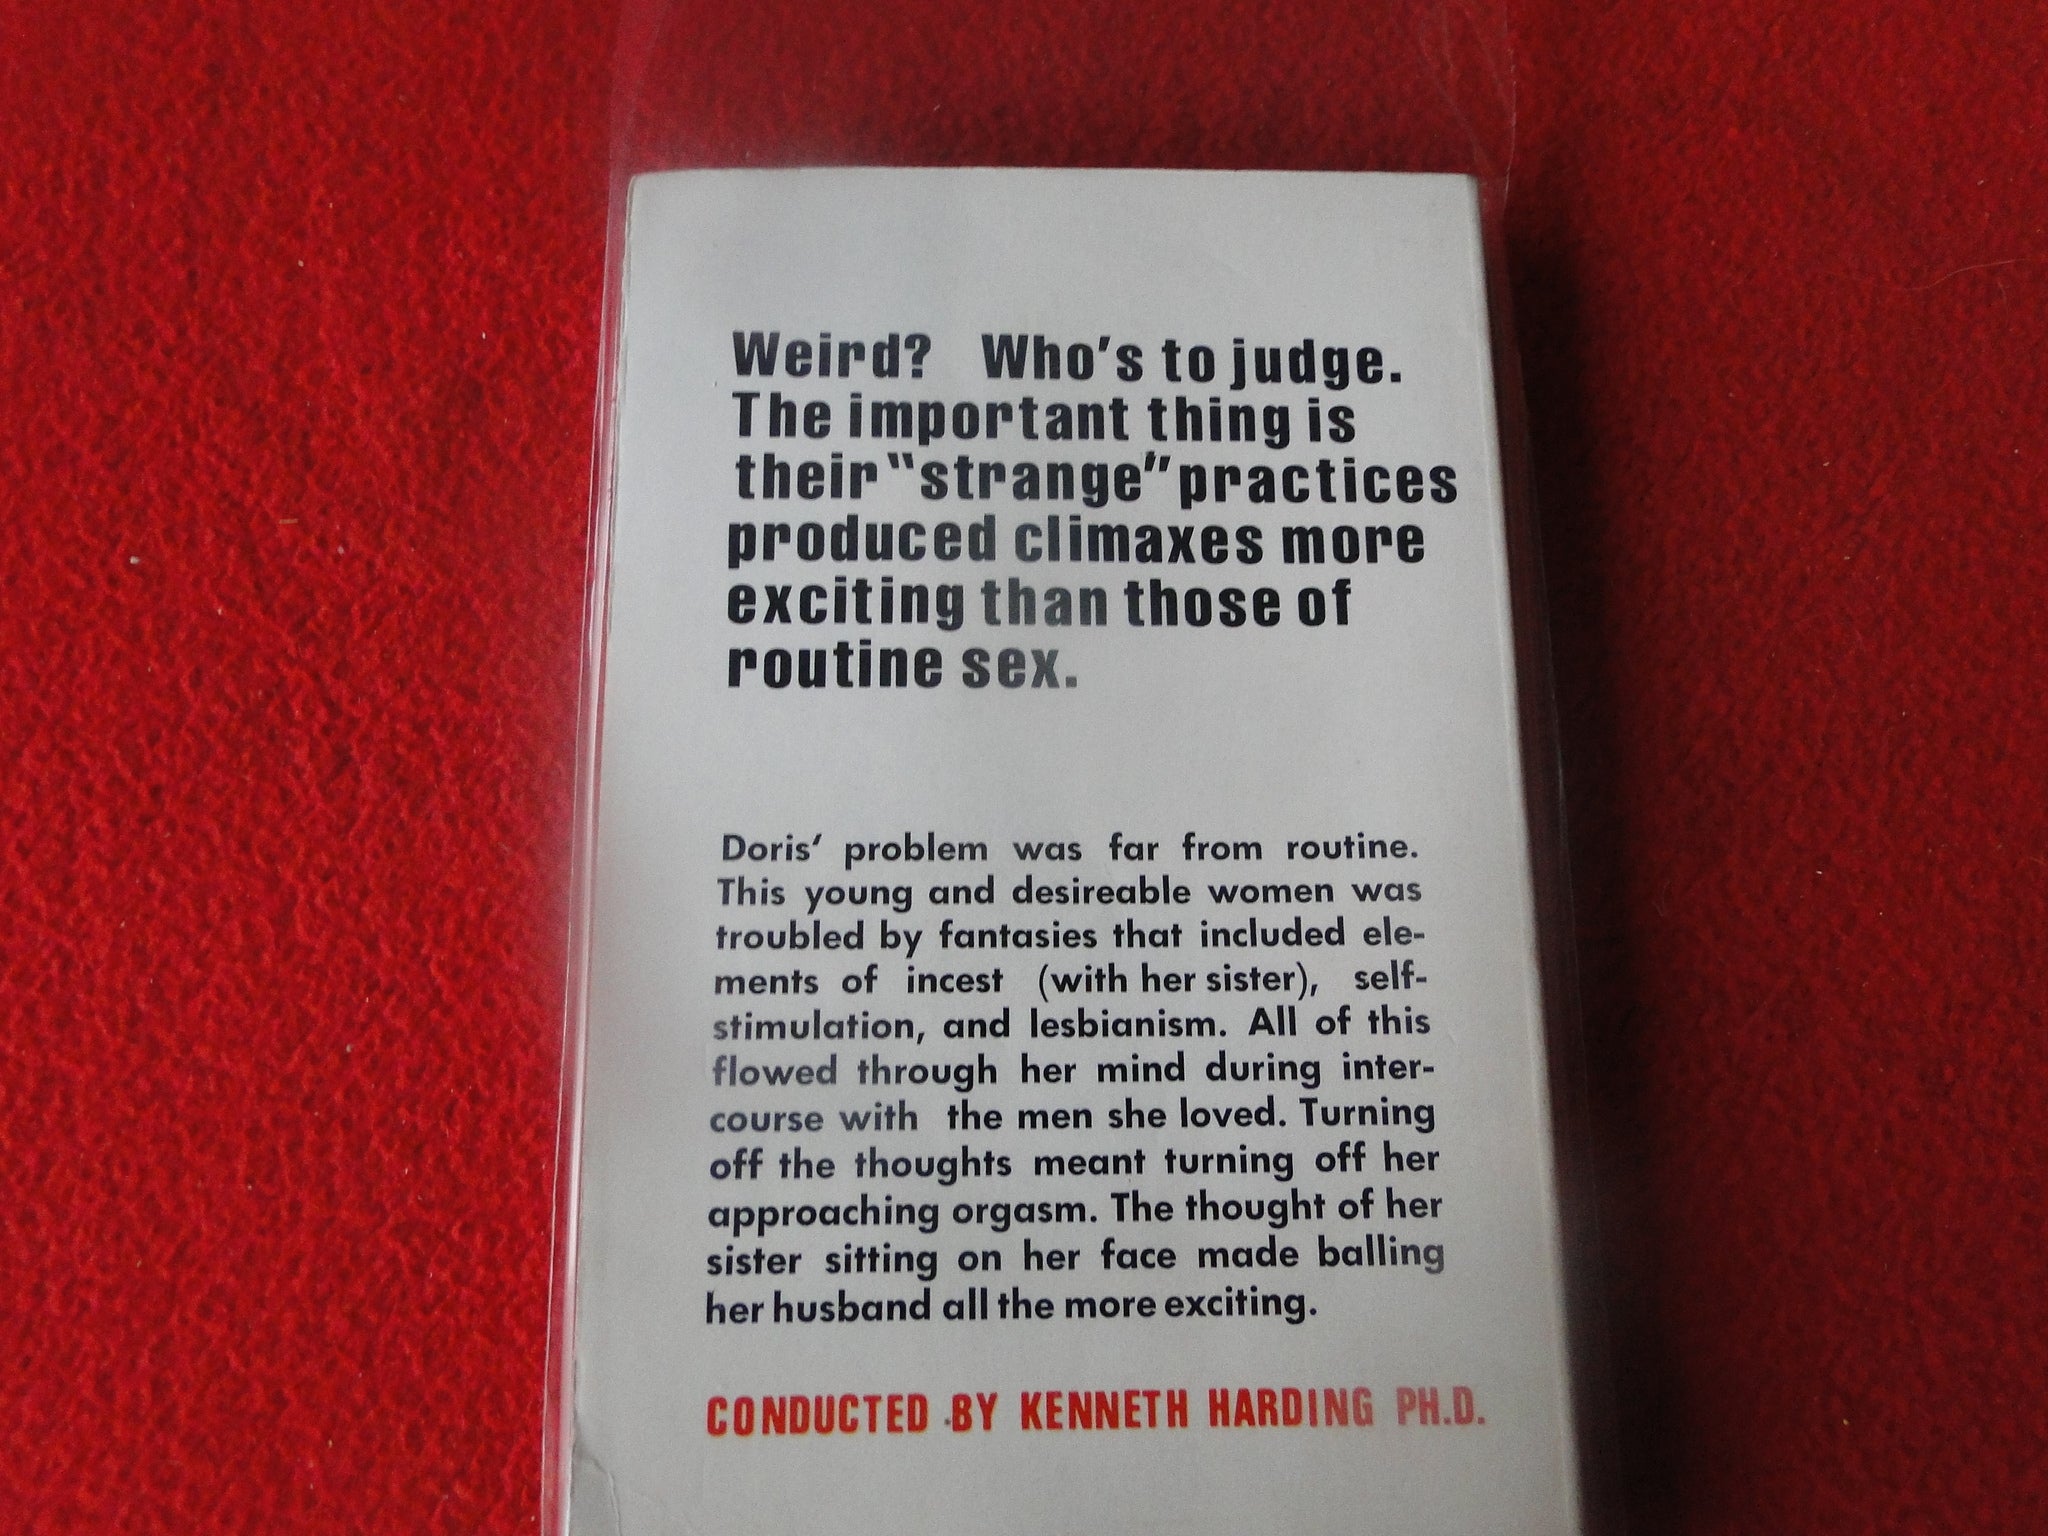 Weird? Who's to judge.
The important thing is
their "strange" practices
produced climaxes more
exciting than those of
routine sex.
Doris' problem was far from routine.
This young and desireable women was
troubled by fantasies that included ele-
ments of incest (with her sister), self-
stimulation, and lesbianism. All of this
flowed through her mind during inter-
course with the men she loved. Turning
off the thoughts meant turning off her
approaching orgasm. The thought of her
sister sitting on her face made balling
her husband all the more exciting.
CONDUCTED BY KENNETH HARDING PH.D.